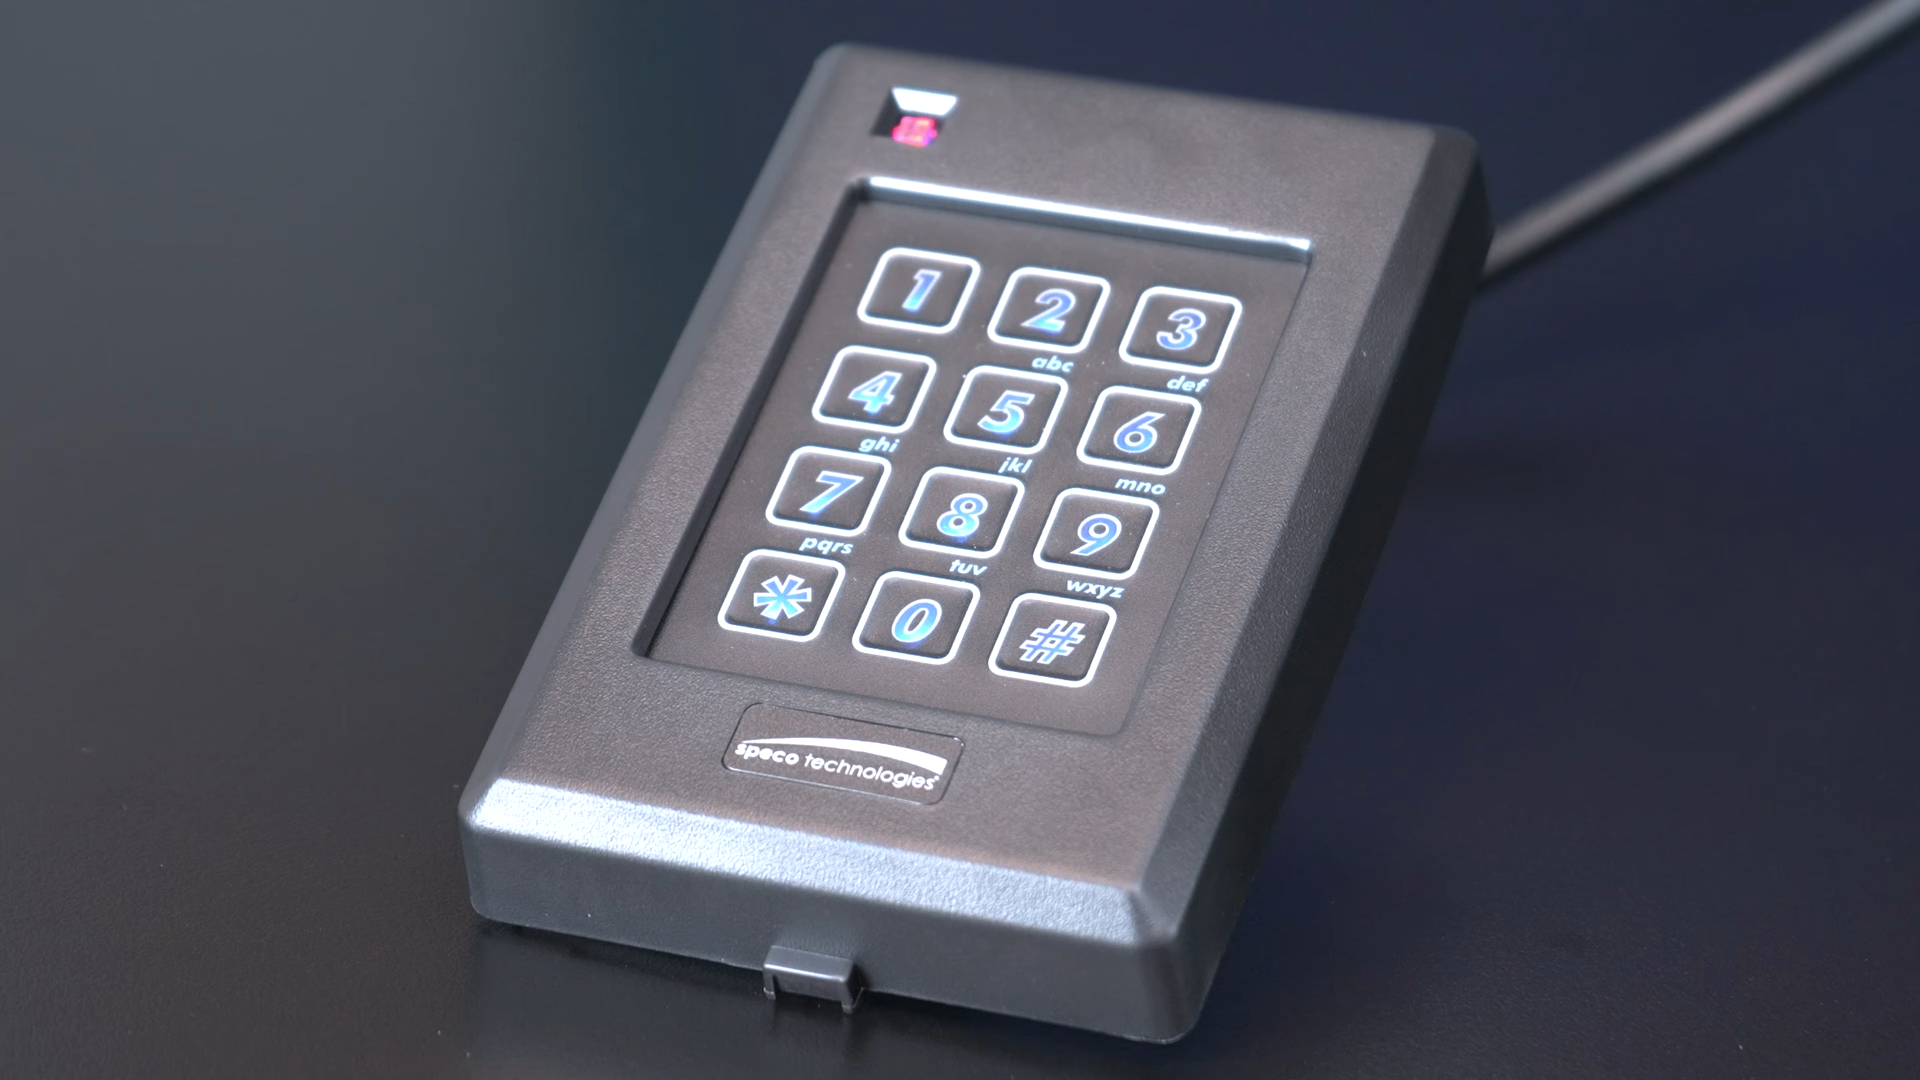 1 2 3
abc def
4 5 6
ghi jkl mno
7 8 9
pqrs tuv wxyz
* 0 #
speco technologies®